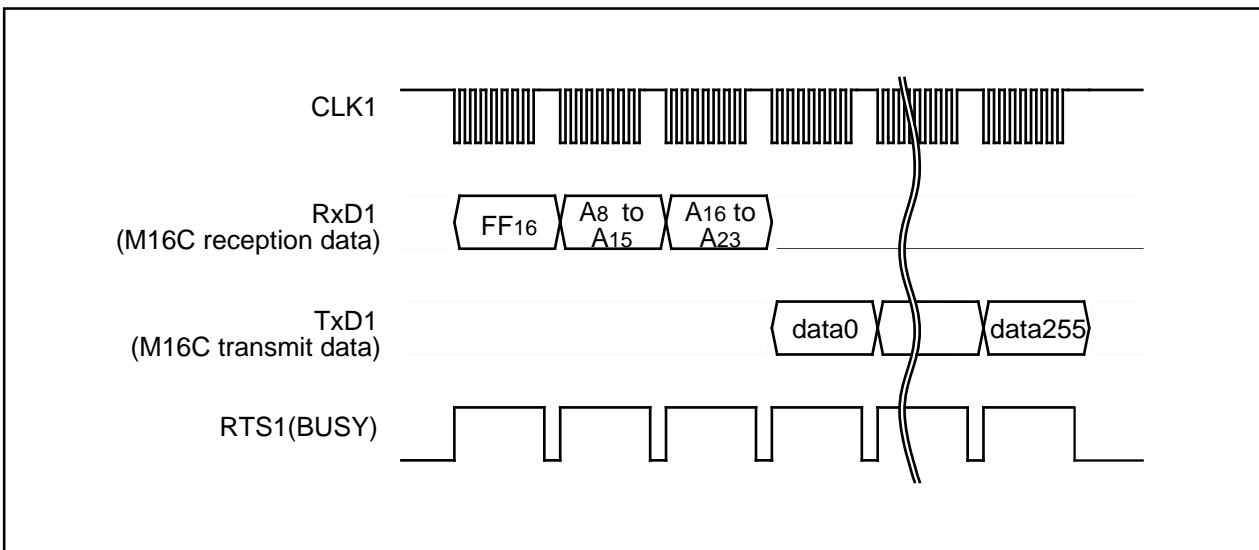 CLK1
RxD1
(M16C reception data)
FF16
A8 to
A15
A16 to
A23
TxD1
(M16C transmit data)
data0
data255
RTS1(BUSY)